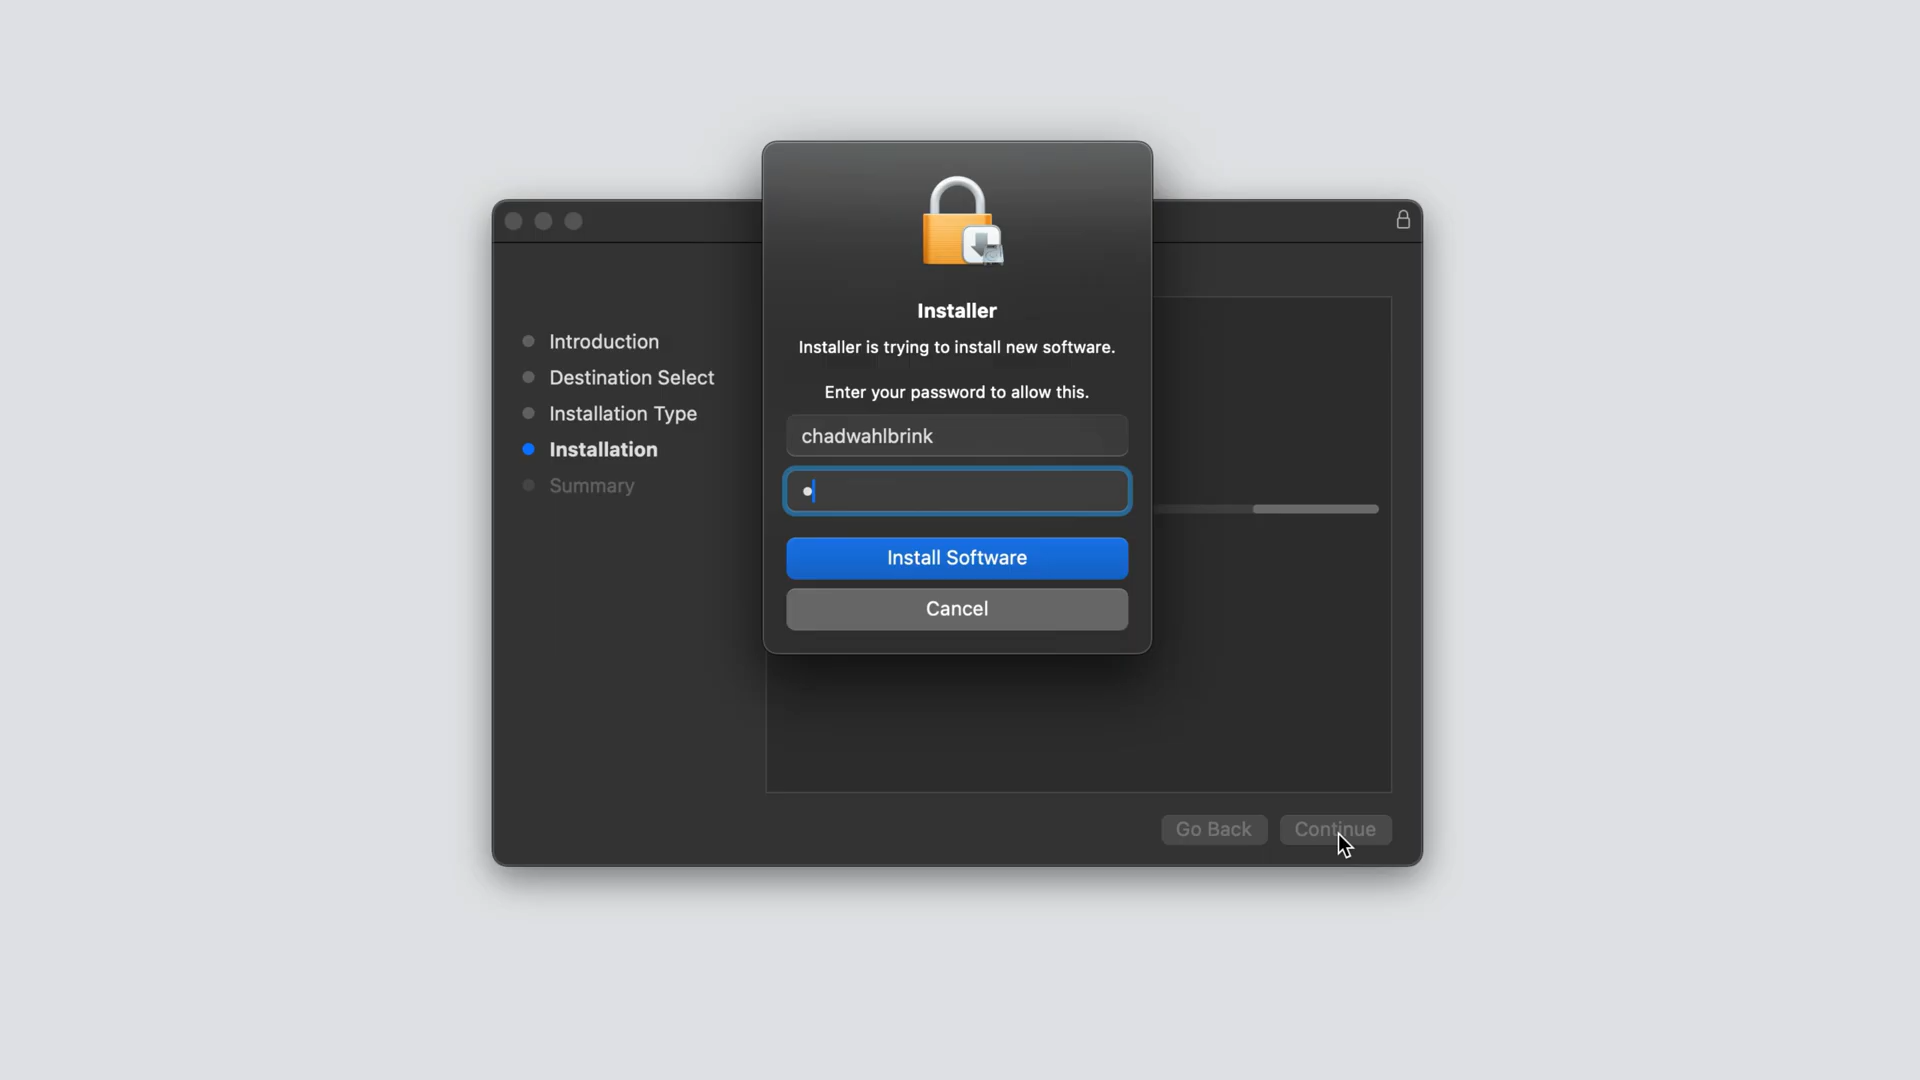 Installer
Installer is trying to install new software.
Enter your password to allow this.
chadwahlbrink
Install Software
Cancel
Introduction
Destination Select
Installation Type
Installation
Summary
Go Back
Continue